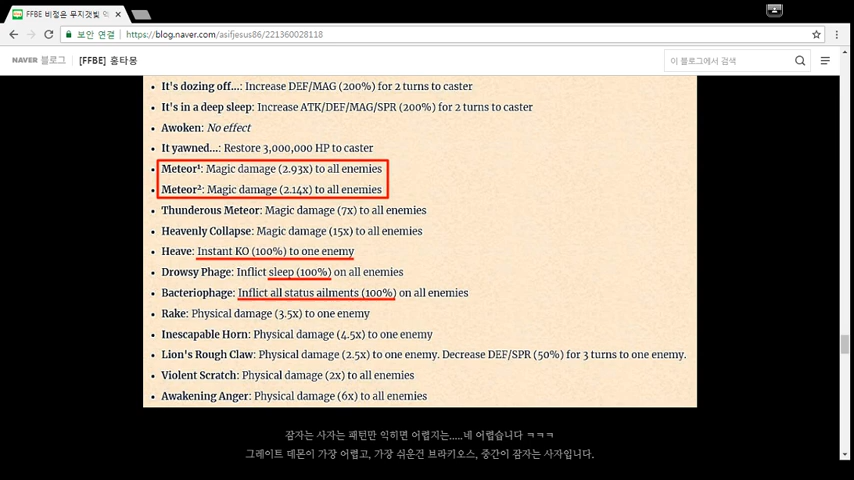 FFBE 비정은 무지갯빛 억
보안 연결 https://blog.naver.com/asifjesus86/221360028118
NAVER 블로그 [FFBE] 홍타몽 이 블로그에서 검색
It's dozing off...: Increase DEF/MAG (200%) for 2 turns to caster
It's in a deep sleep: Increase ATK/DEF/MAG/SPR (200%) for 2 turns to caster
Awoken: No effect
It yawned...: Restore 3,000,000 HP to caster
Meteor¹: Magic damage (2.93x) to all enemies
Meteor²: Magic damage (2.14x) to all enemies
Thunderous Meteor: Magic damage (7x) to all enemies
Heavenly Collapse: Magic damage (15x) to all enemies
Heave: Instant KO (100%) to one enemy
Drowsy Phage: Inflict sleep (100%) on all enemies
Bacteriophage: Inflict all status ailments (100%) on all enemies
Rake: Physical damage (3.5x) to one enemy
Inescapable Horn: Physical damage (4.5x) to one enemy
Lion's Rough Claw: Physical damage (2.5x) to one enemy. Decrease DEF/SPR (50%) for 3 turns to one enemy.
Violent Scratch: Physical damage (2x) to all enemies
Awakening Anger: Physical damage (6x) to all enemies
잠자는 사자는 패턴만 익히면 어렵지는.....네 어렵습니다 ㅋㅋㅋ
그레이트 데몬이 가장 어렵고, 가장 쉬운건 브라키오스, 중간이 잠자는 사자입니다.